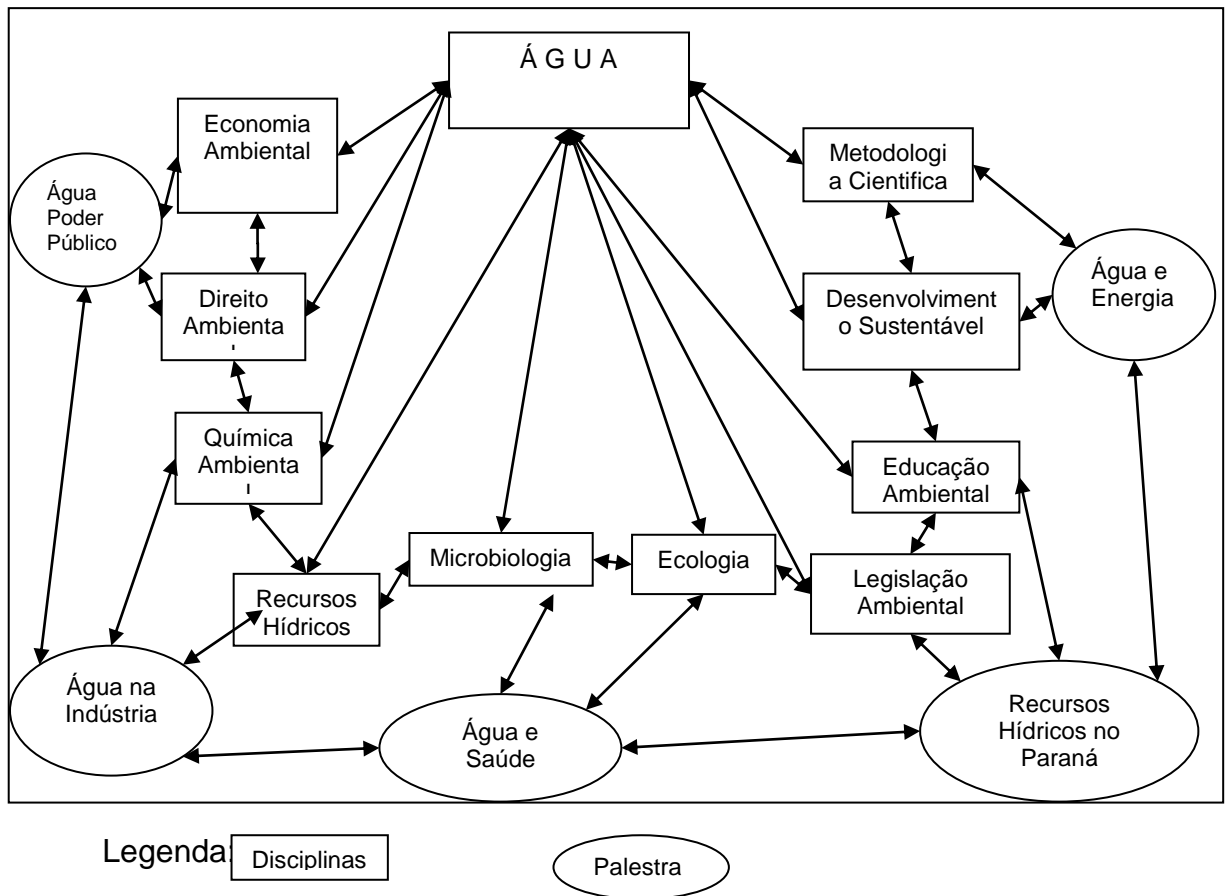 Á G U A
Economia
Ambiental
Metodologi
a Cientifica
Água
Poder
Público
Água e
Energia
Direito
Ambienta
l
Desenvolviment
o Sustentável
Química
Ambienta
l
Educação
Ambiental
Microbiologia
Ecologia
Legislação
Ambiental
Recursos
Hídricos
Água na
Indústria
Água e
Saúde
Recursos
Hídricos no
Paraná
Legenda:
Disciplinas
Palestra